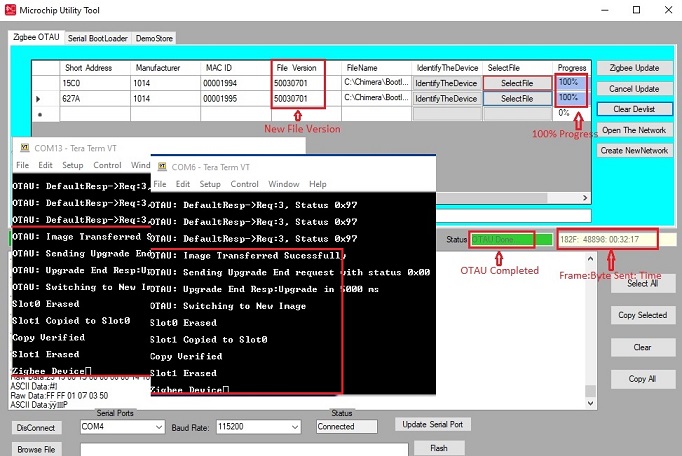 Microchip Utility Tool
Zigbee OTAU Serial BootLoader DemoStore
Short Address Manufacturer MAC ID File Version FileName IdentifyTheDevice SelectFile Progress
15C0 1014 00001994 50030701 C:\Chimera\Bootl... IdentifyTheDevice SelectFile 100%
627A 1014 00001995 50030701 C:\Chimera\Bootl... IdentifyTheDevice SelectFile 100%
0%
New File Version
100% Progress
Zigbee Update
Cancel Update
Clear Devlist
Open The Network
Create NewNetwork
COM13 - Tera Term VT
File Edit Setup Control Window
OTAU: DefaultResp->Req:3,
OTAU: DefaultResp->Req:3,
OTAU: DefaultResp->Req:3,
OTAU: Image Transferred S
OTAU: Sending Upgrade End
OTAU: Upgrade End Resp:U
OTAU: Switching to New I
Slot0 Erased
Slot1 Copied to Slot0
Copy Verified
Slot1 Erased
Zigbee Device
COM6 - Tera Term VT
File Edit Setup Control Window Help
OTAU: DefaultResp->Req:3, Status 0x97
OTAU: DefaultResp->Req:3, Status 0x97
OTAU: DefaultResp->Req:3, Status 0x97
OTAU: Image Transferred Sucessfully
OTAU: Sending Upgrade End request with status 0x00
OTAU: Upgrade End Resp:Upgrade in 5000 ms
OTAU: Switching to New Image
Slot0 Erased
Slot1 Copied to Slot0
Copy Verified
Slot1 Erased
Zigbee Device
Status OTAU Done 182F: 48898: 00:32:17
OTAU Completed
Frame:Byte Sent: Time
Select All
Copy Selected
Clear
Copy All
ASCII Data:#
Raw Data:FF FF 01 07 03 50
ASCII Data:ÿÿ P
Serial Ports Status
DisConnect COM4 Baud Rate: 115200 Connected Update Serial Port
Browse File Flash